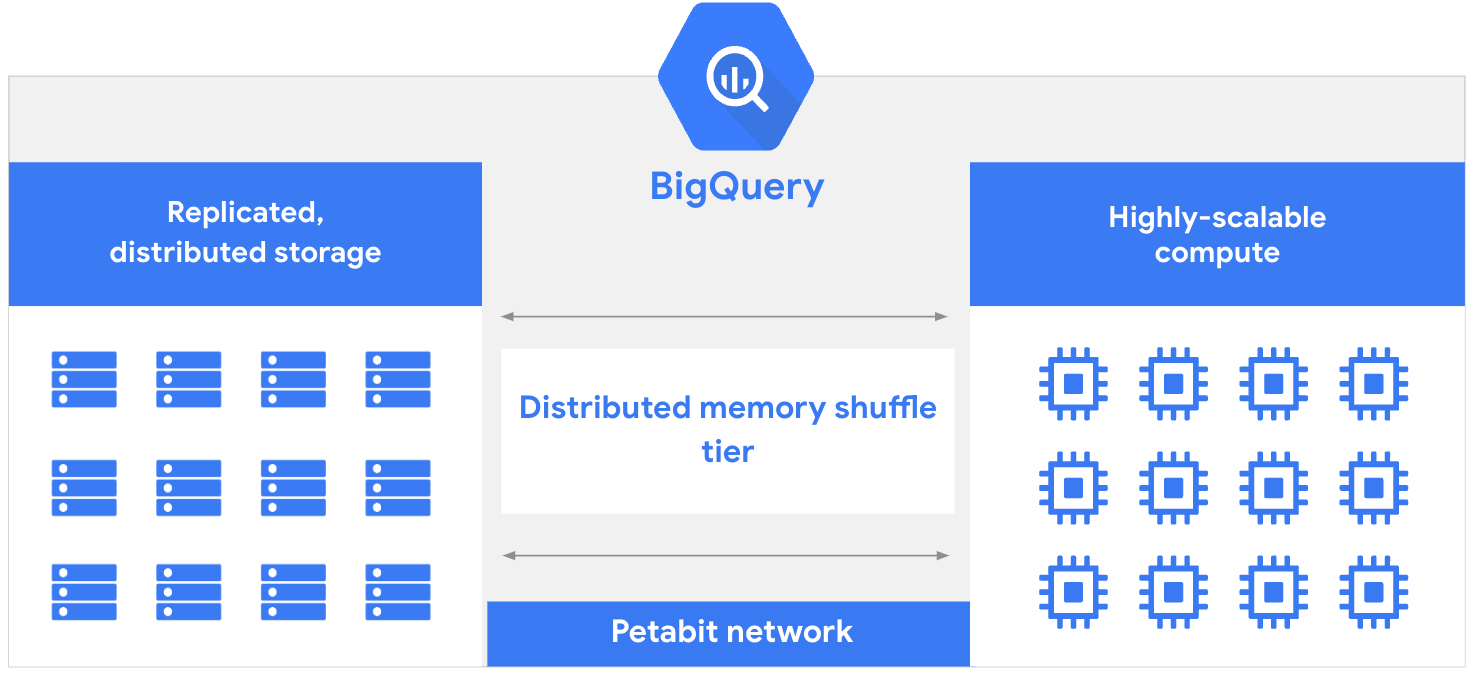 BigQuery
Replicated,
distributed storage
Distributed memory shuffle
tier
Petabit network
Highly-scalable
compute